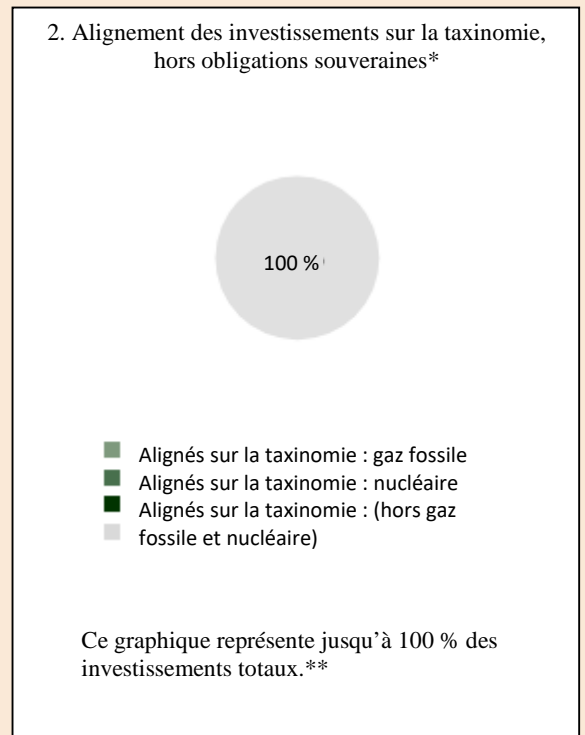 2. Alignement des investissements sur la taxinomie,
hors obligations souveraines*
100 %
Alignés sur la taxinomie : gaz fossile
Alignés sur la taxinomie : nucléaire
Alignés sur la taxinomie : (hors gaz
fossile et nucléaire)
Ce graphique représente jusqu’à 100 % des
investissements totaux.**